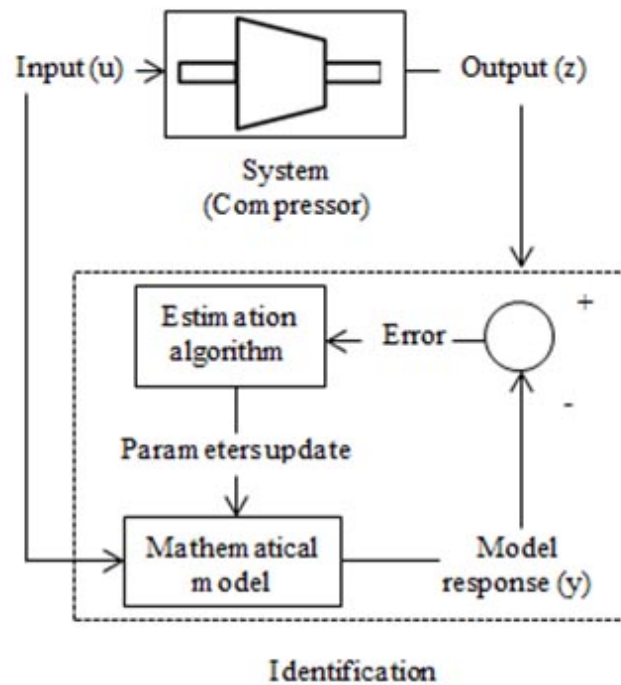 Input (u)
Output (z)
System
(Compressor)
+
Estimation
algorithm
Error
-
Parameters update
Mathematical
model
Model
response (y)
Identification